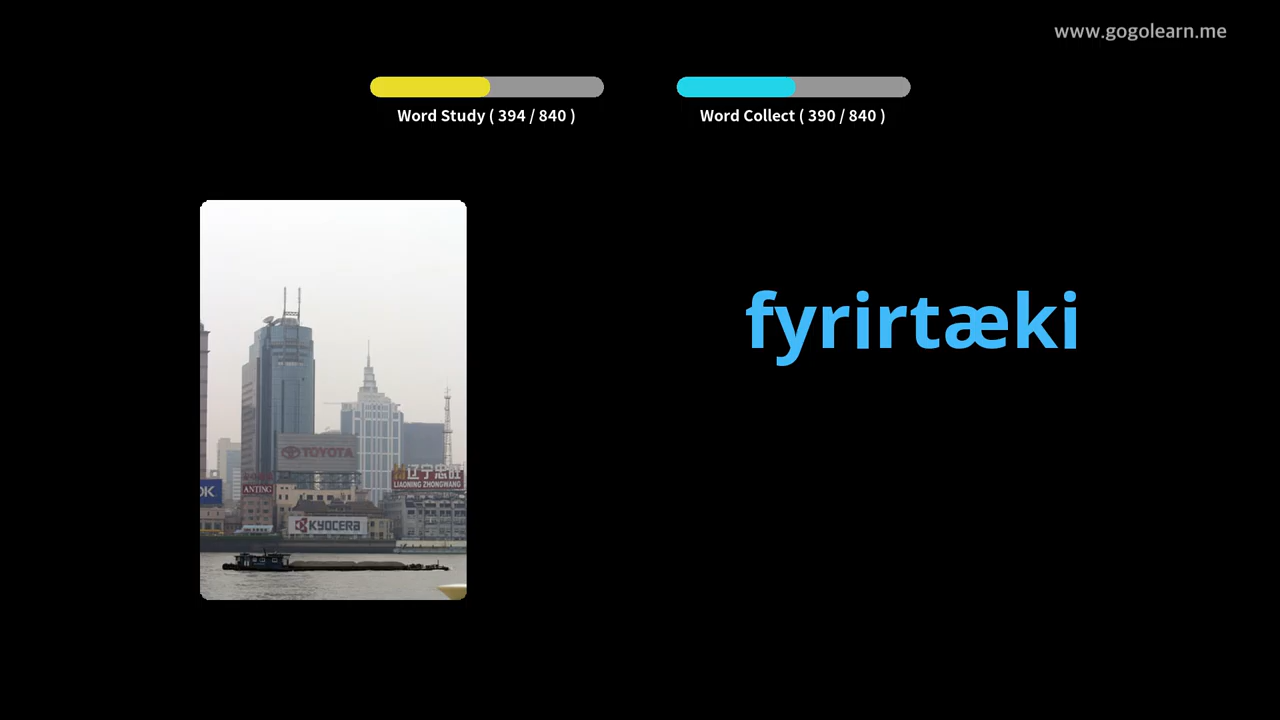 www.gogolearn.me
Word Study ( 394 / 840 )
Word Collect ( 390 / 840 )
fyrirtæki
TOYOTA
辽宁忠旺
LIAONING ZHONGWANG
OK
ANTING
KYOCERA